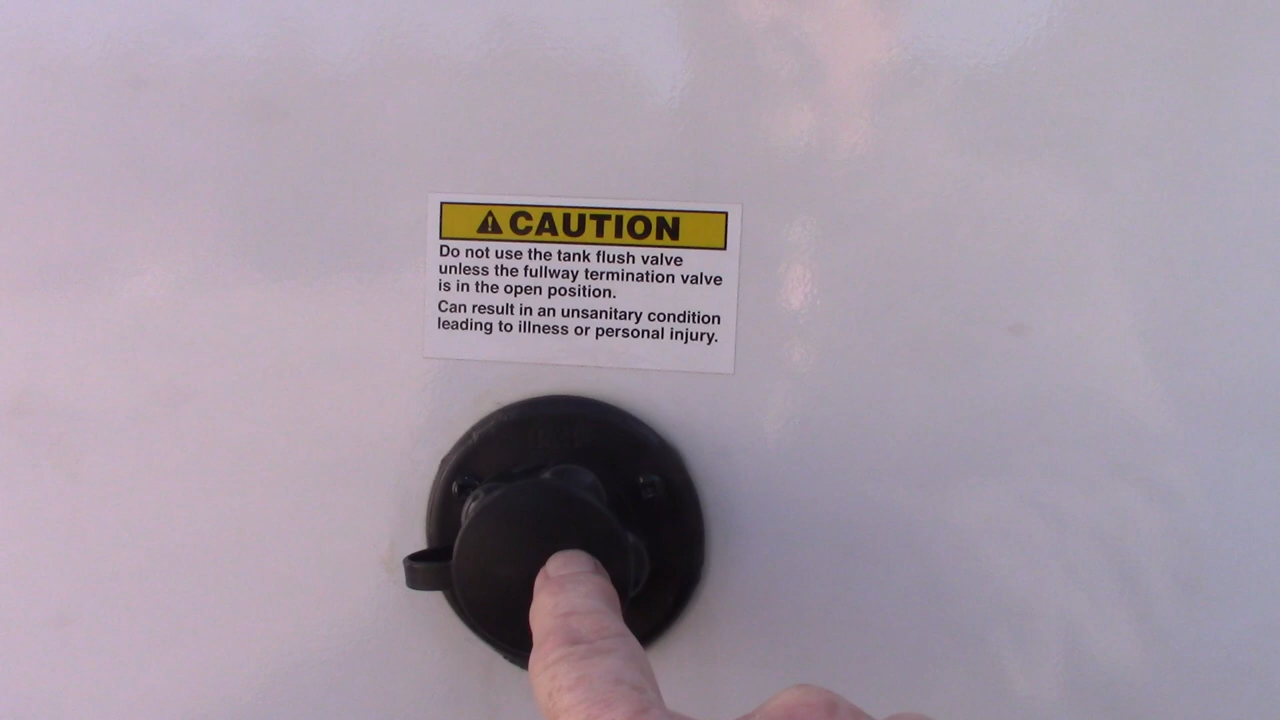 CAUTION
Do not use the tank flush valve
unless the fullway termination valve
is in the open position.
Can result in an unsanitary condition
leading to illness or personal injury.